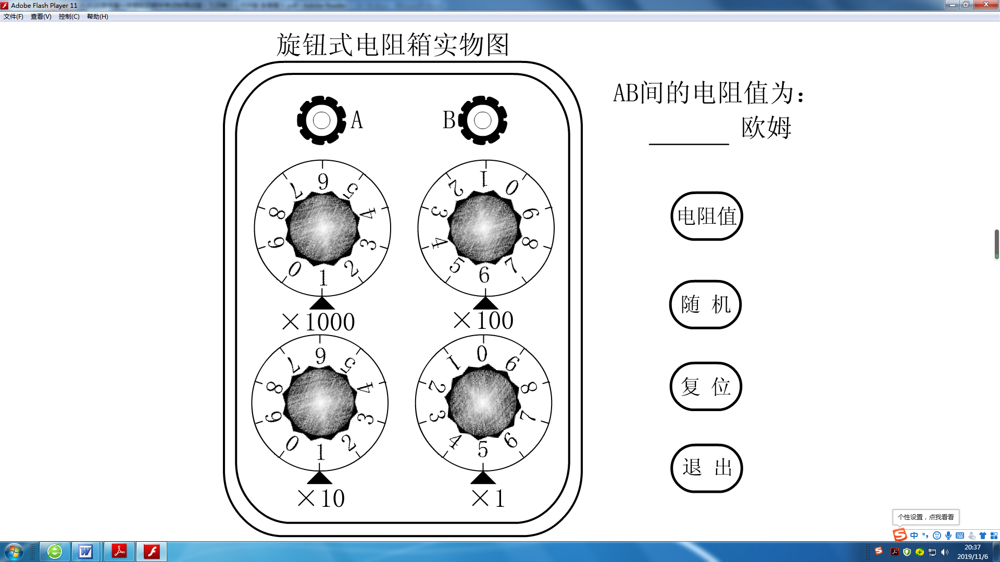 Adobe Flash Player 11
文件(F) 查看(V) 控制(C) 帮助(H)
旋钮式电阻箱实物图
A B
AB间的电阻值为：
______ 欧姆
6 5 4 3 2 1 0 9 8 7
1 0 9 8 7 6 5 4 3 2
×1000 ×100
6 5 4 3 2 1 0 9 8 7
0 9 8 7 6 5 4 3 2 1
×10 ×1
电阻值
随 机
复 位
退 出
个性设置，点我看看
中
20:37
2019/11/6